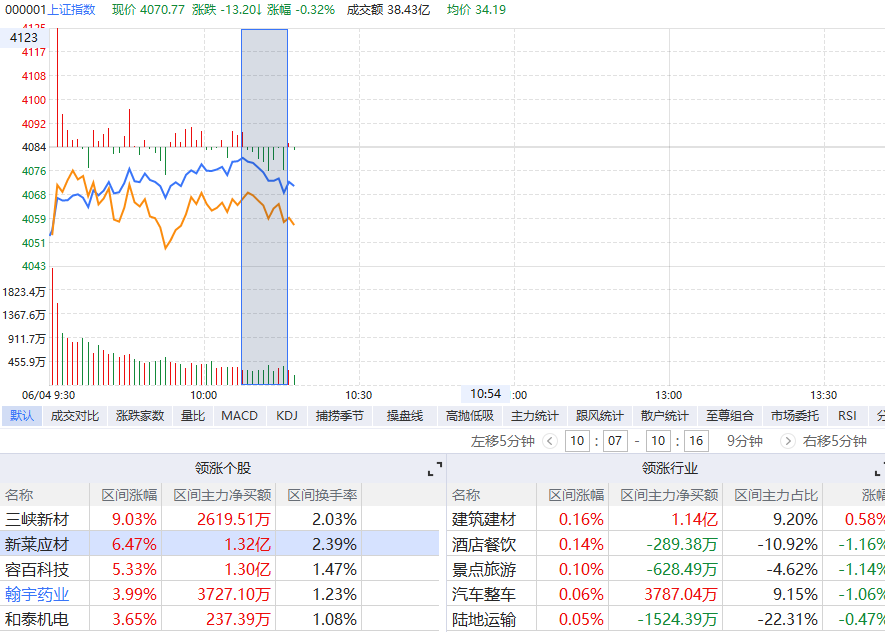 000001上证指数 现价 4070.77 涨跌 -13.20↓ 涨幅 -0.32% 成交额 38.43亿 均价 34.19
4123
4117
4108
4100
4092
4084
4076
4068
4059
4051
4043
1823.4万
1367.6万
911.7万
455.9万
06/04 9:30 10:00 10:30 10:54 :00 13:00 13:30
默认 成交对比 涨跌家数 量比 MACD KDJ 捕捞季节 操盘线 高抛低吸 主力统计 跟风统计 散户统计 至尊组合 市场委托 RSI
左移5分钟 10 : 07 - 10 : 16 9分钟 右移5分钟
领涨个股 领涨行业
名称 区间涨幅 区间主力净买额 区间换手率 名称 区间涨幅 区间主力净买额 区间主力占比 涨幅
三峡新材 9.03% 2619.51万 2.03% 建筑建材 0.16% 1.14亿 9.20% 0.58%
新莱应材 6.47% 1.32亿 2.39% 酒店餐饮 0.14% -289.38万 -10.92% -1.16%
容百科技 5.33% 1.30亿 1.47% 景点旅游 0.10% -628.49万 -4.62% -1.14%
翰宇药业 3.99% 3727.10万 1.23% 汽车整车 0.06% 3787.04万 9.15% -1.06%
和泰机电 3.65% 237.39万 1.08% 陆地运输 0.05% -1524.39万 -22.31% -0.47%